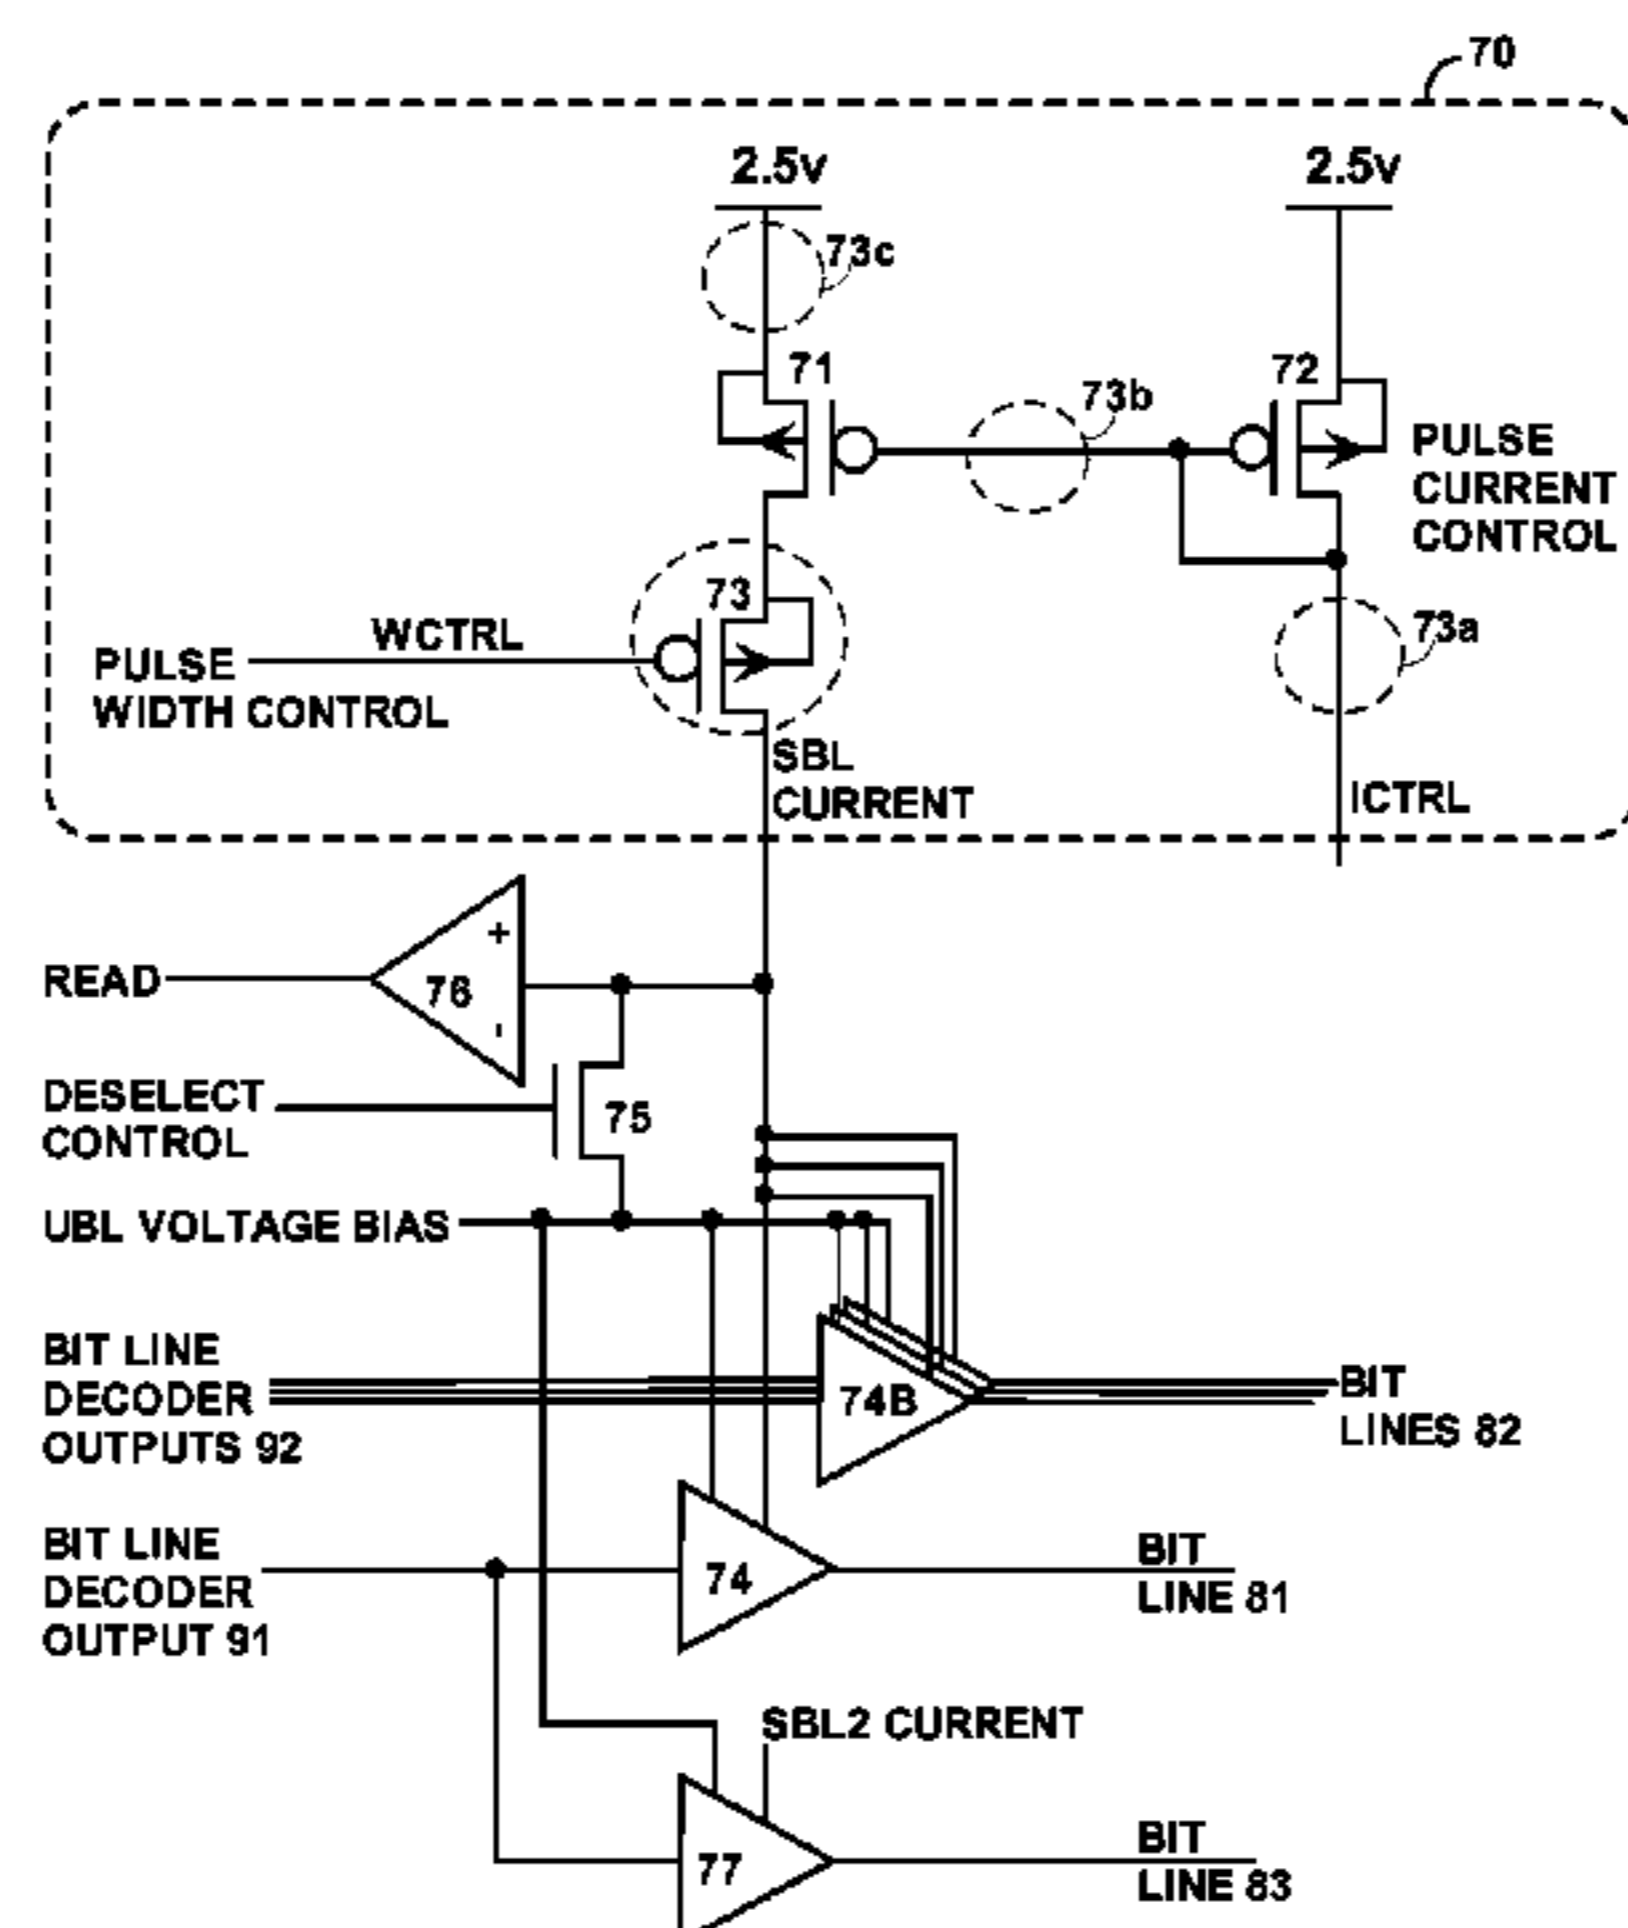 70
2.5v
2.5v
73c
71
73b
72
PULSE
CURRENT
CONTROL
73
WCTRL
PULSE
WIDTH CONTROL
73a
SBL
CURRENT
ICTRL
+
READ
76
-
DESELECT
CONTROL
75
UBL VOLTAGE BIAS
BIT LINE
DECODER
OUTPUTS 92
74B
BIT
LINES 82
BIT LINE
DECODER
OUTPUT 91
74
BIT
LINE 81
SBL2 CURRENT
77
BIT
LINE 83